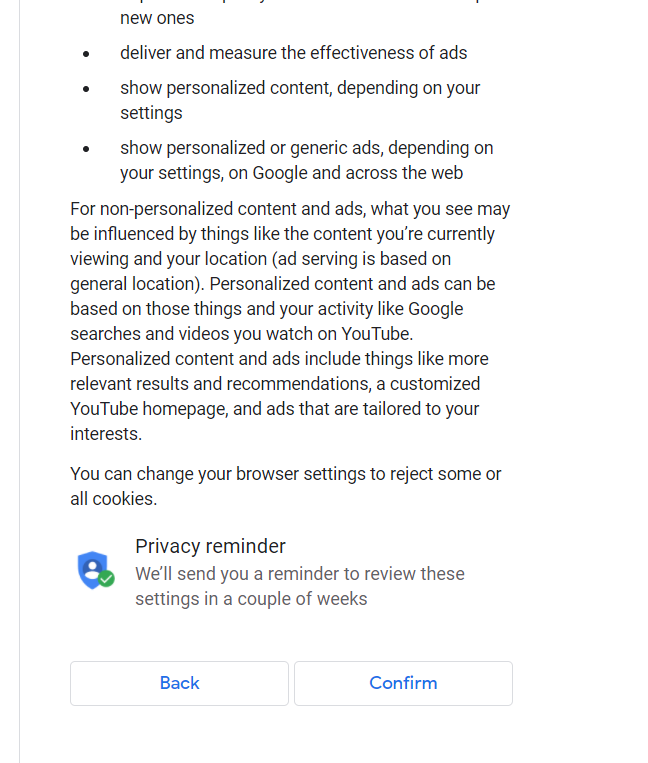 new ones
• deliver and measure the effectiveness of ads
• show personalized content, depending on your
settings
• show personalized or generic ads, depending on
your settings, on Google and across the web
For non-personalized content and ads, what you see may
be influenced by things like the content you’re currently
viewing and your location (ad serving is based on
general location). Personalized content and ads can be
based on those things and your activity like Google
searches and videos you watch on YouTube.
Personalized content and ads include things like more
relevant results and recommendations, a customized
YouTube homepage, and ads that are tailored to your
interests.
You can change your browser settings to reject some or
all cookies.
Privacy reminder
We’ll send you a reminder to review these
settings in a couple of weeks
Back
Confirm